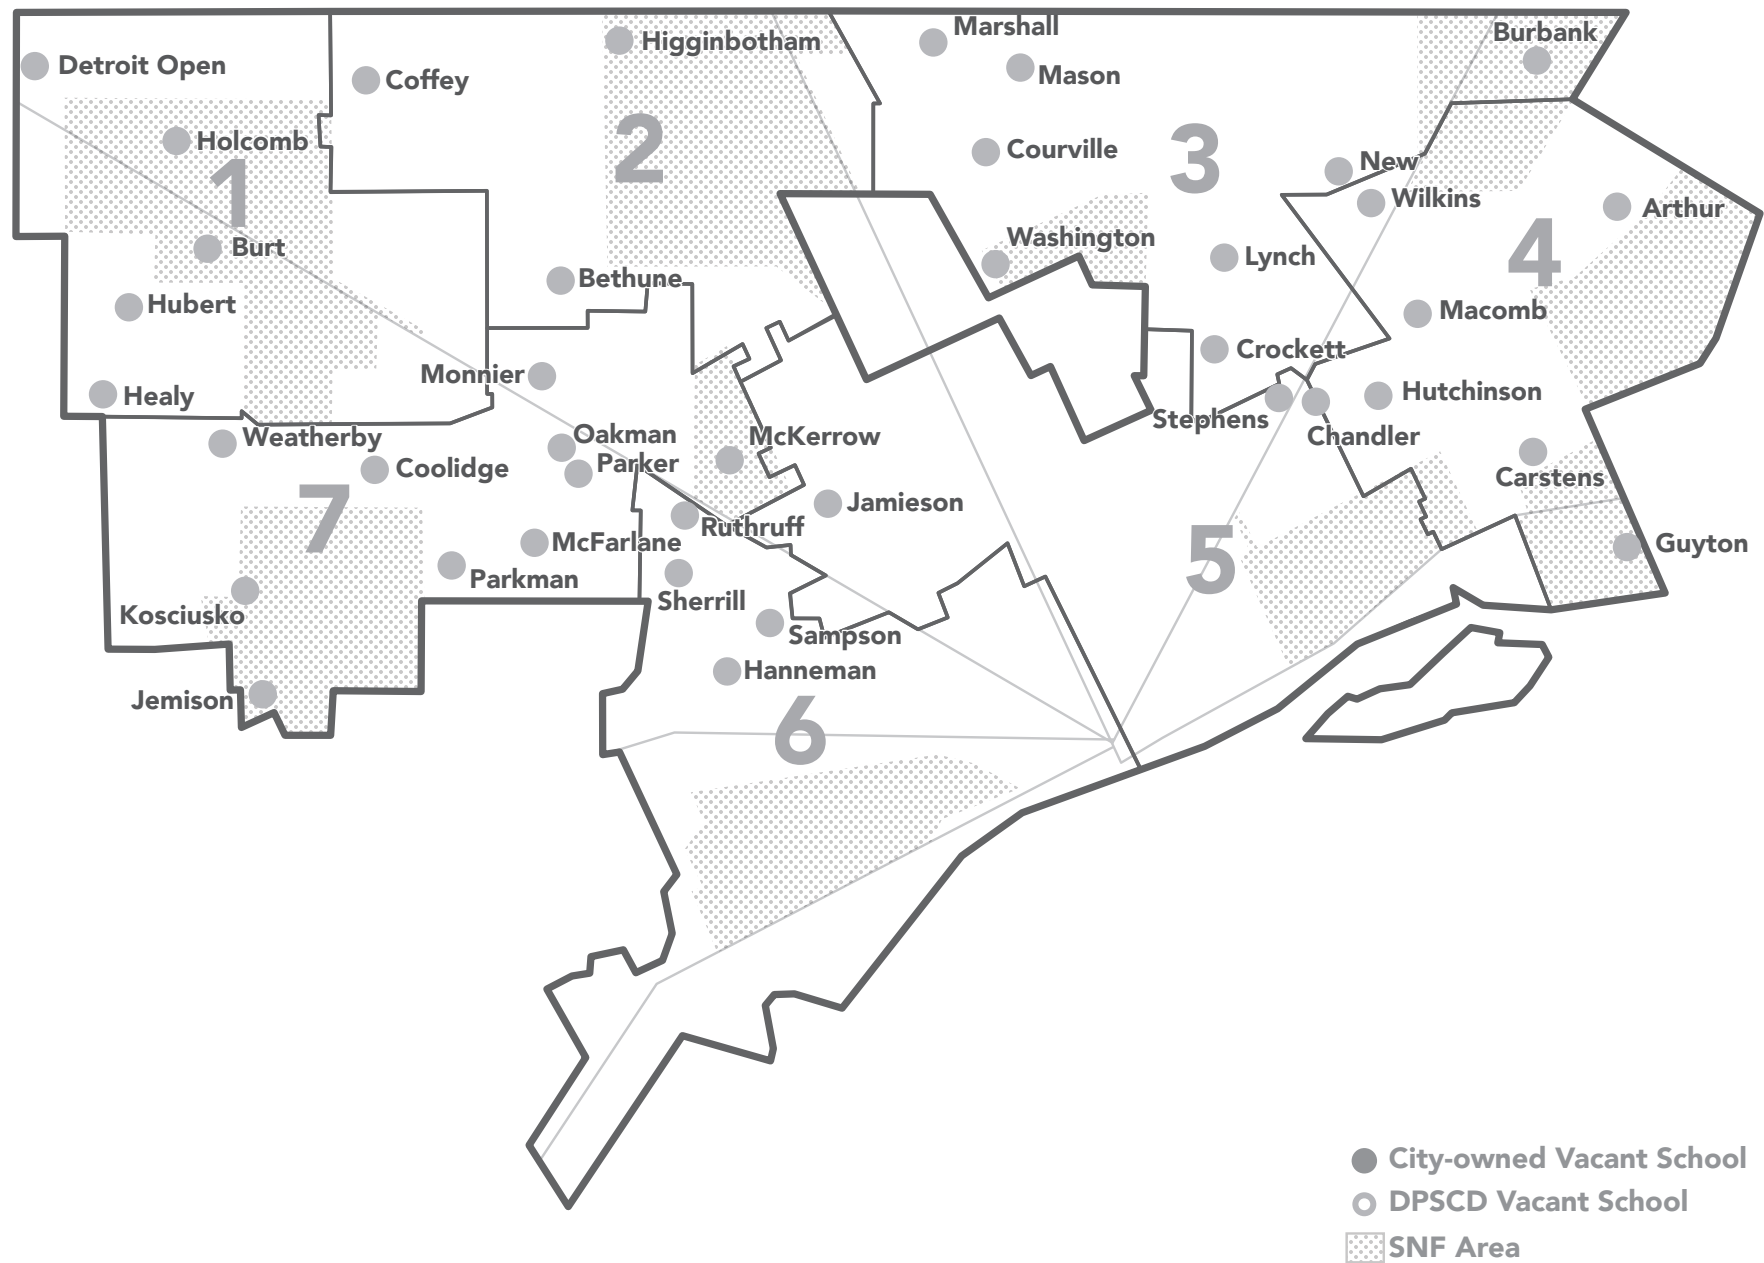 Marshall
Burbank
Detroit Open
Higginbotham
Coffey
Mason
Holcomb
2
Courville
3
New
1
Wilkins
Arthur
Burt
Washington
Lynch
4
Bethune
Hubert
Macomb
Monnier
Crockett
Healy
Hutchinson
Stephens
Weatherby
Oakman
McKerrow
Chandler
Coolidge
Parker
Carstens
7
Jamieson
Ruthruff
McFarlane
5
Guyton
Parkman
Kosciusko
Sherrill
Sampson
Hanneman
Jemison
6
City-owned Vacant School
DPSCD Vacant School
SNF Area